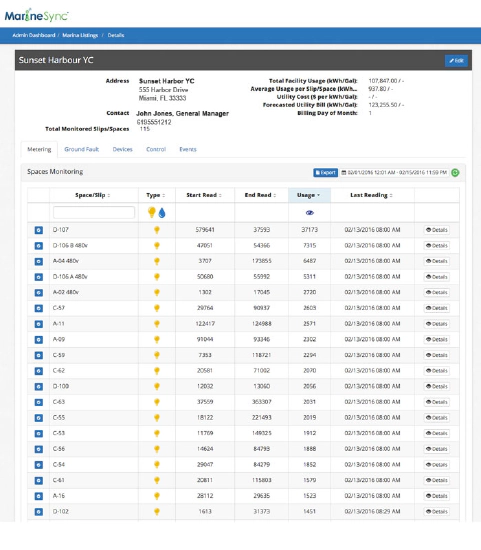 MarineSync
Admin Dashboard / Marina Listings / Details
Sunset Harbour YC
Edit
Address Sunset Harbor YC
555 Harbor Drive
Miami, FL 33333
Contact John Jones, General Manager
6195551212
Total Monitored Slips/Spaces 115
Total Facility Usage (kWh/Gal): 107,847.00 / -
Average Usage per Slip/Space (kWh... 937.80 / -
Utility Cost ($ per kWh/Gal): - / -
Forecasted Utility Bill (kWh/Gal): 123,255.50 / -
Billing Day of Month: 1
Metering Ground Fault Devices Control Events
Spaces Monitoring
Export 02/01/2016 12:01 AM - 02/15/2016 11:59 PM
Space/Slip Type Start Read End Read Usage Last Reading
D-107 579641 37593 37173 02/13/2016 08:00 AM Details
D-106-B 480v 47051 54366 7315 02/13/2016 08:00 AM Details
A-04 480v 3707 173855 6487 02/13/2016 08:00 AM Details
D-106 A 480v 50680 55992 5311 02/13/2016 08:00 AM Details
A-02 480v 1302 17045 2720 02/13/2016 08:00 AM Details
C-57 29764 90937 2603 02/13/2016 08:00 AM Details
A-11 122417 124988 2571 02/13/2016 08:00 AM Details
A-09 91044 93346 2302 02/13/2016 08:00 AM Details
C-59 7353 118721 2294 02/13/2016 08:00 AM Details
C-62 20581 71002 2070 02/13/2016 08:00 AM Details
D-100 12032 13060 2056 02/13/2016 08:00 AM Details
C-63 37559 363307 2031 02/13/2016 08:00 AM Details
C-55 18122 221493 2019 02/13/2016 08:00 AM Details
C-53 15769 149325 1912 02/13/2016 08:00 AM Details
C-56 14624 84793 1888 02/13/2016 08:00 AM Details
C-54 29047 84279 1852 02/13/2016 08:00 AM Details
C-61 20811 115803 1579 02/13/2016 08:00 AM Details
A-16 28112 29635 1523 02/13/2016 08:00 AM Details
D-102 1613 31373 1451 02/13/2016 08:29 AM Details